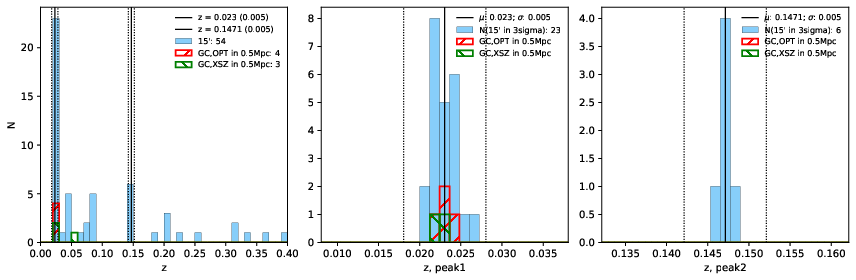 z = 0.023 (0.005)
z = 0.1471 (0.005)
15': 54
GC,OPT in 0.5Mpc: 4
GC,XSZ in 0.5Mpc: 3
N
20
15
10
5
0
0.00 0.05 0.10 0.15 0.20 0.25 0.30 0.35 0.40
z
μ: 0.023; σ: 0.005
N(15' in 3sigma): 23
GC,OPT in 0.5Mpc
GC,XSZ in 0.5Mpc
8
7
6
5
4
3
2
1
0
0.010 0.015 0.020 0.025 0.030 0.035
z, peak1
μ: 0.1471; σ: 0.005
N(15' in 3sigma): 6
GC,OPT in 0.5Mpc
GC,XSZ in 0.5Mpc
4.0
3.5
3.0
2.5
2.0
1.5
1.0
0.5
0.0
0.135 0.140 0.145 0.150 0.155 0.160
z, peak2